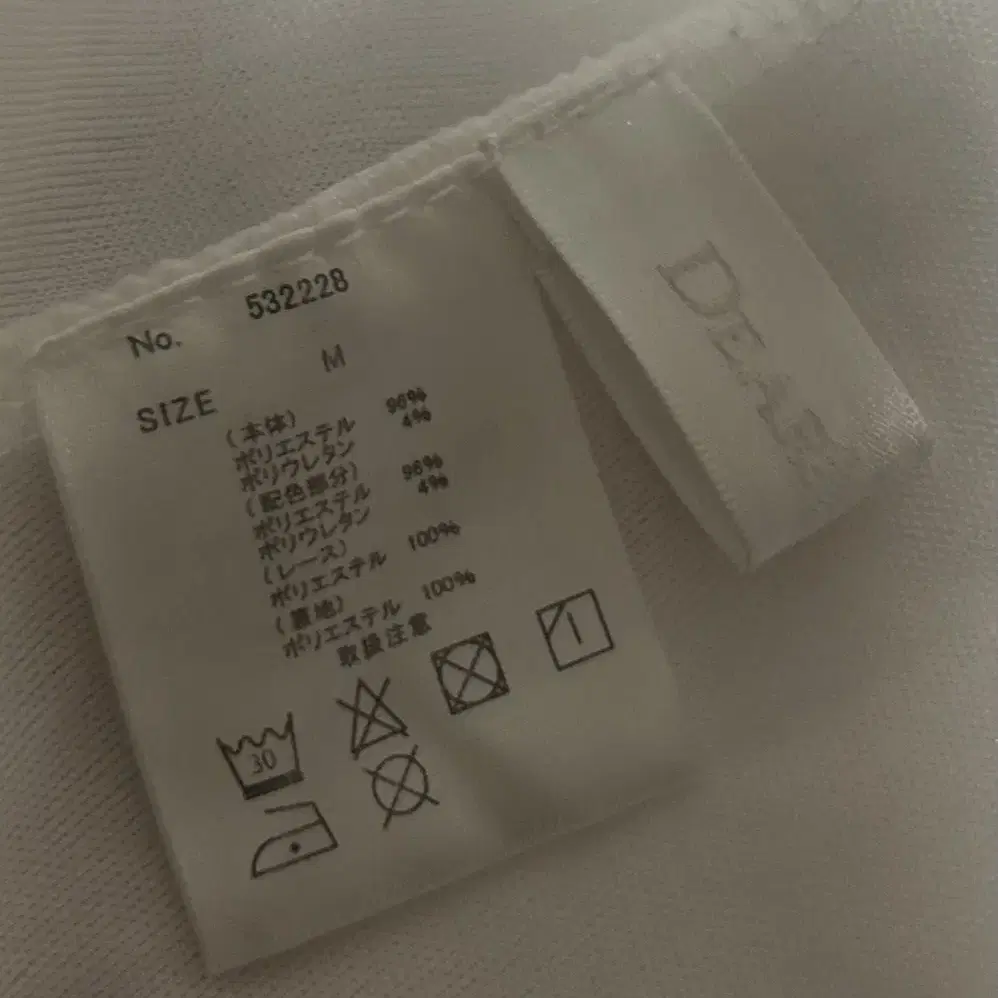 No. 532228
SIZE M
(本体)
ポリエステル 96%
ポリウレタン 4%
(配色部分)
ポリエステル 96%
ポリウレタン 4%
(レース)
ポリエステル 100%
(裏地)
ポリエステル 100%
取扱注意
30